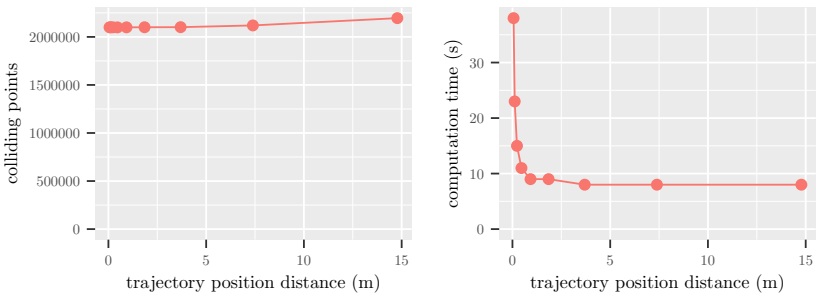 colliding points
2000000
1500000
1000000
500000
0
0 5 10 15
trajectory position distance (m)
computation time (s)
30
20
10
0
0 5 10 15
trajectory position distance (m)